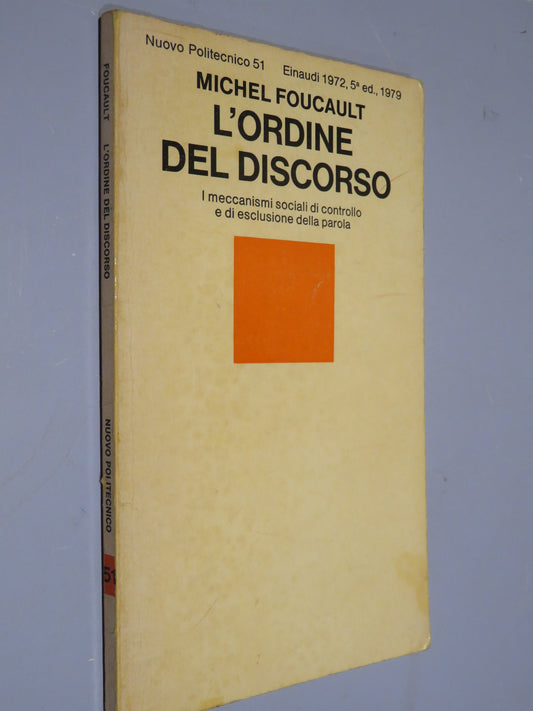 Nuovo Politecnico 51 Einaudi 1972, 5ª ed., 1979
MICHEL FOUCAULT
L'ORDINE
DEL DISCORSO
I meccanismi sociali di controllo
e di esclusione della parola
FOUCAULT L'ORDINE DEL DISCORSO
NUOVO POLITECNICO
51